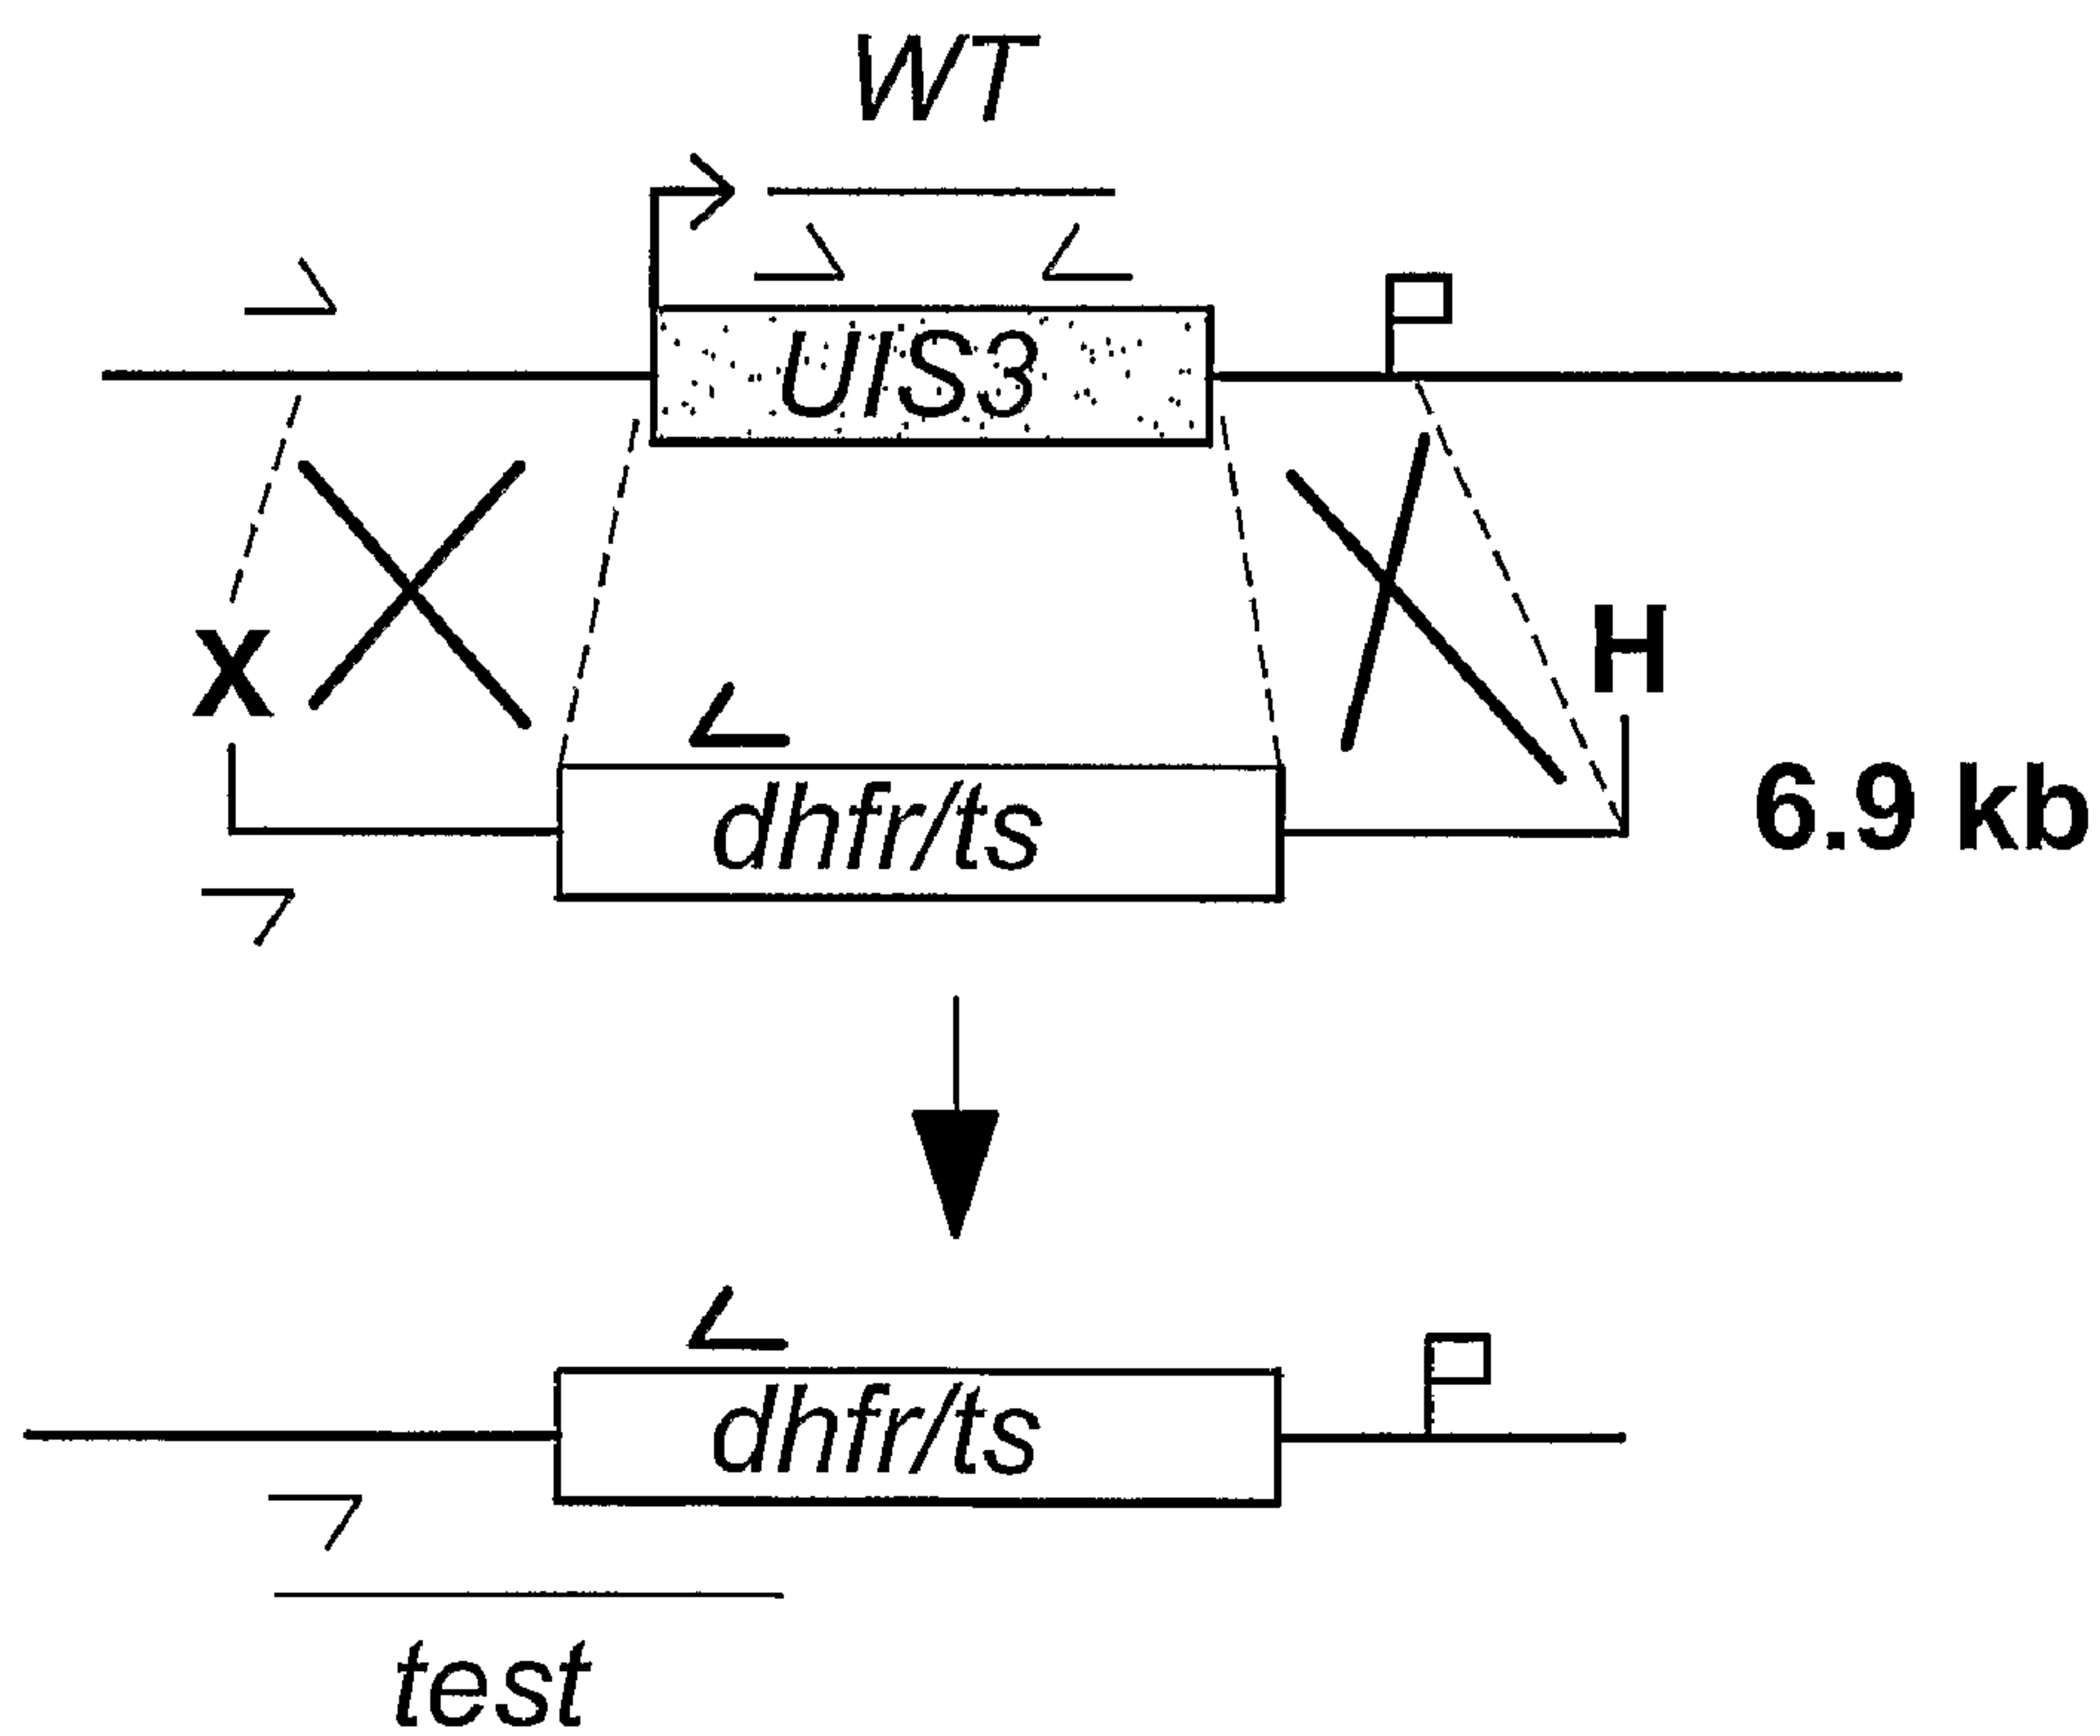 WT
UIS3
X
H
dhfr/ts
6.9 kb
dhfr/ts
test